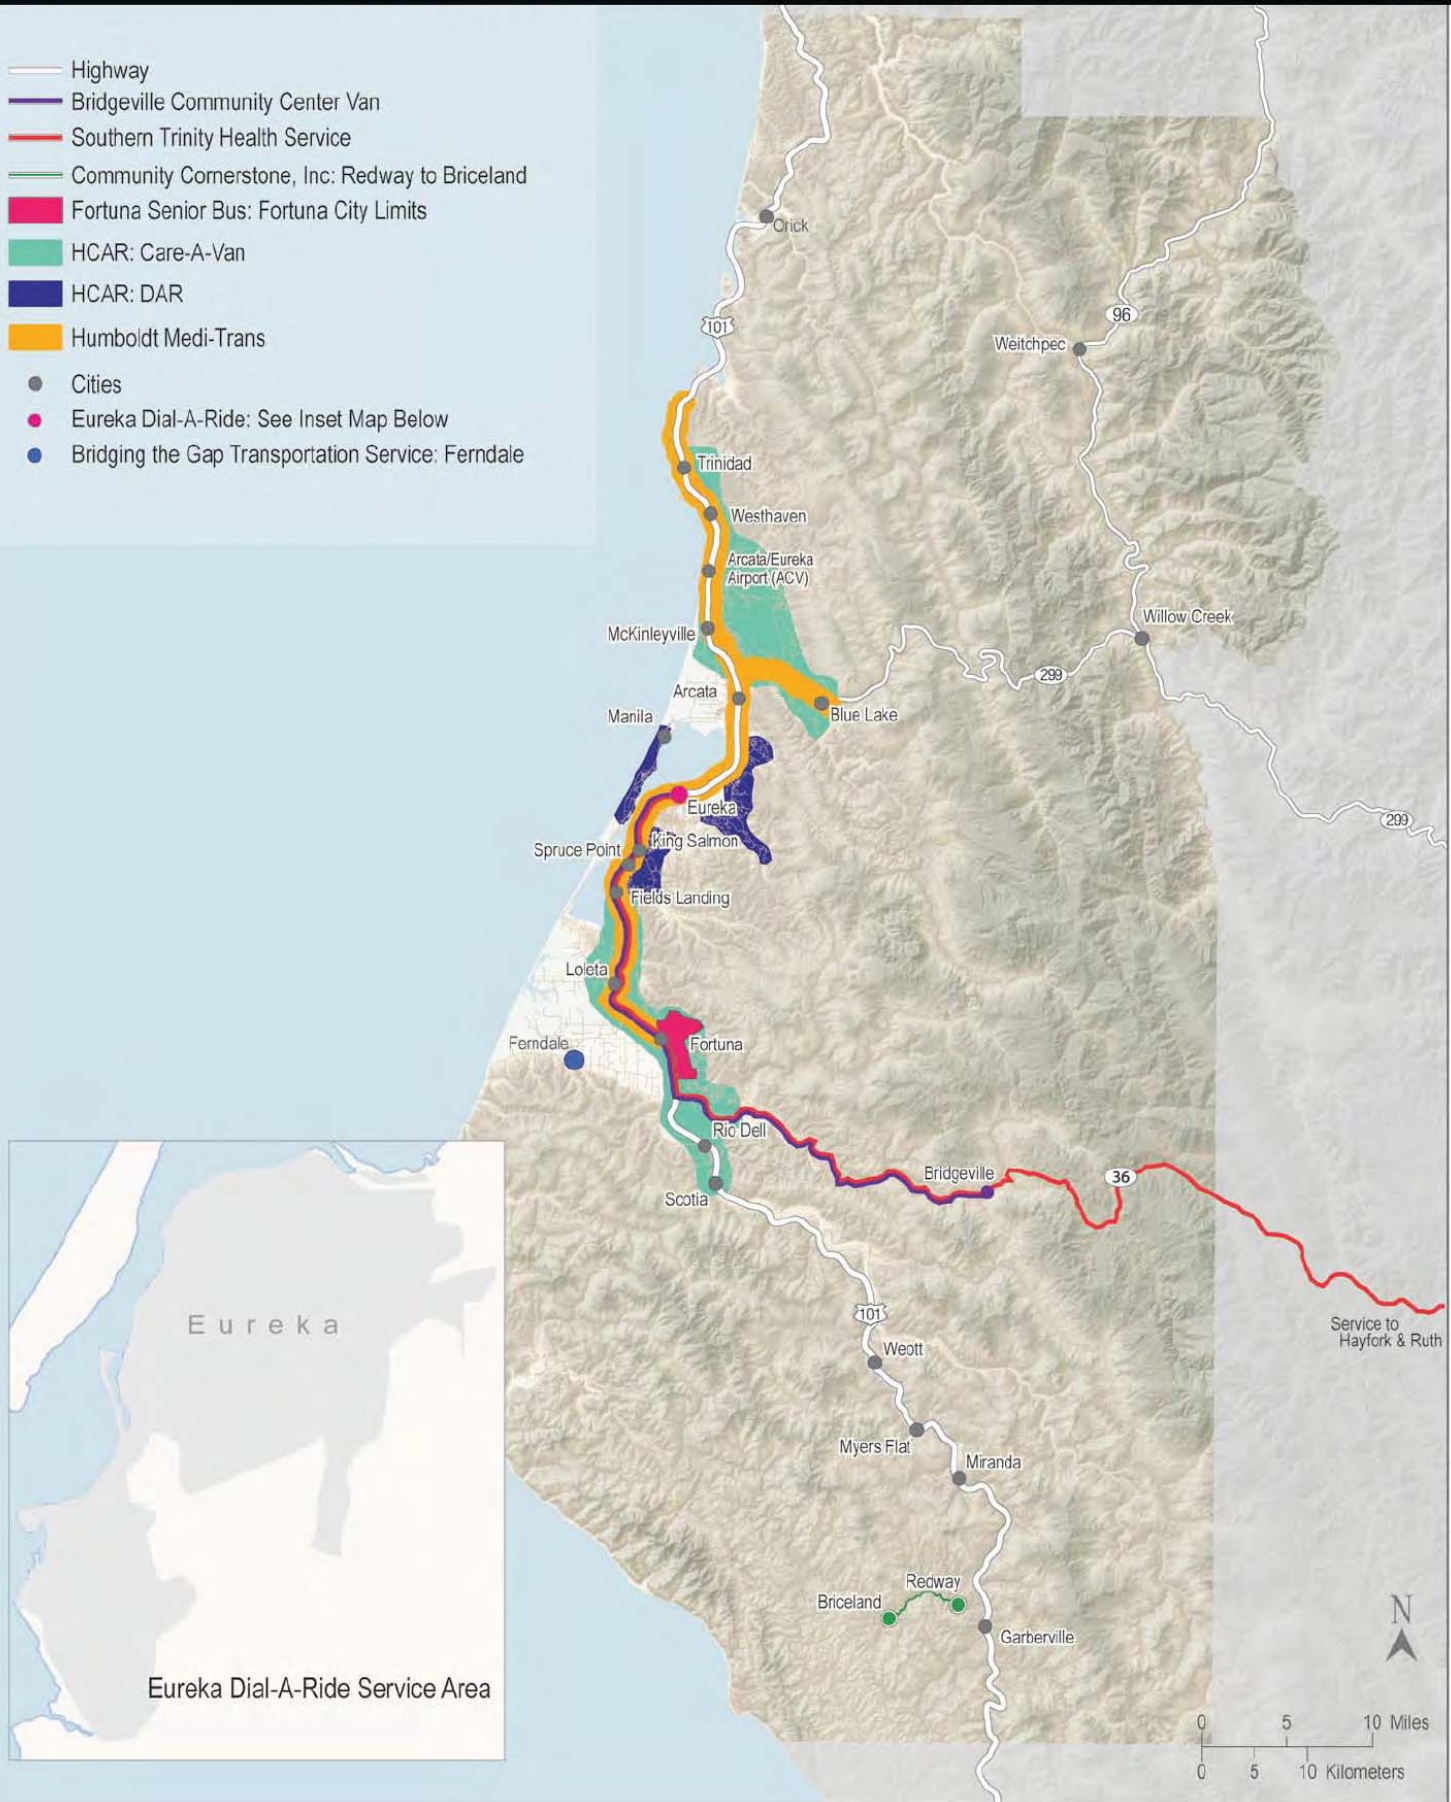 Highway
Bridgeville Community Center Van
Southern Trinity Health Service
Community Cornerstone, Inc: Redway to Briceland
Fortuna Senior Bus: Fortuna City Limits
HCAR: Care-A-Van
HCAR: DAR
Humboldt Medi-Trans
Cities
Eureka Dial-A-Ride: See Inset Map Below
Bridging the Gap Transportation Service: Ferndale
Orick
101
96
Weitchpec
Trinidad
Westhaven
Arcata/Eureka
Airport (ACV)
McKinleyville
Willow Creek
299
Arcata
Manila
Blue Lake
Eureka
299
King Salmon
Spruce Point
Fields Landing
Loleta
Ferndale
Fortuna
Rio Dell
Bridgeville
36
Scotia
101
Service to
Hayfork & Ruth
Weott
Myers Flat
Miranda
Redway
Briceland
Garberville
Eureka
Eureka Dial-A-Ride Service Area
N
0 5 10 Miles
0 5 10 Kilometers